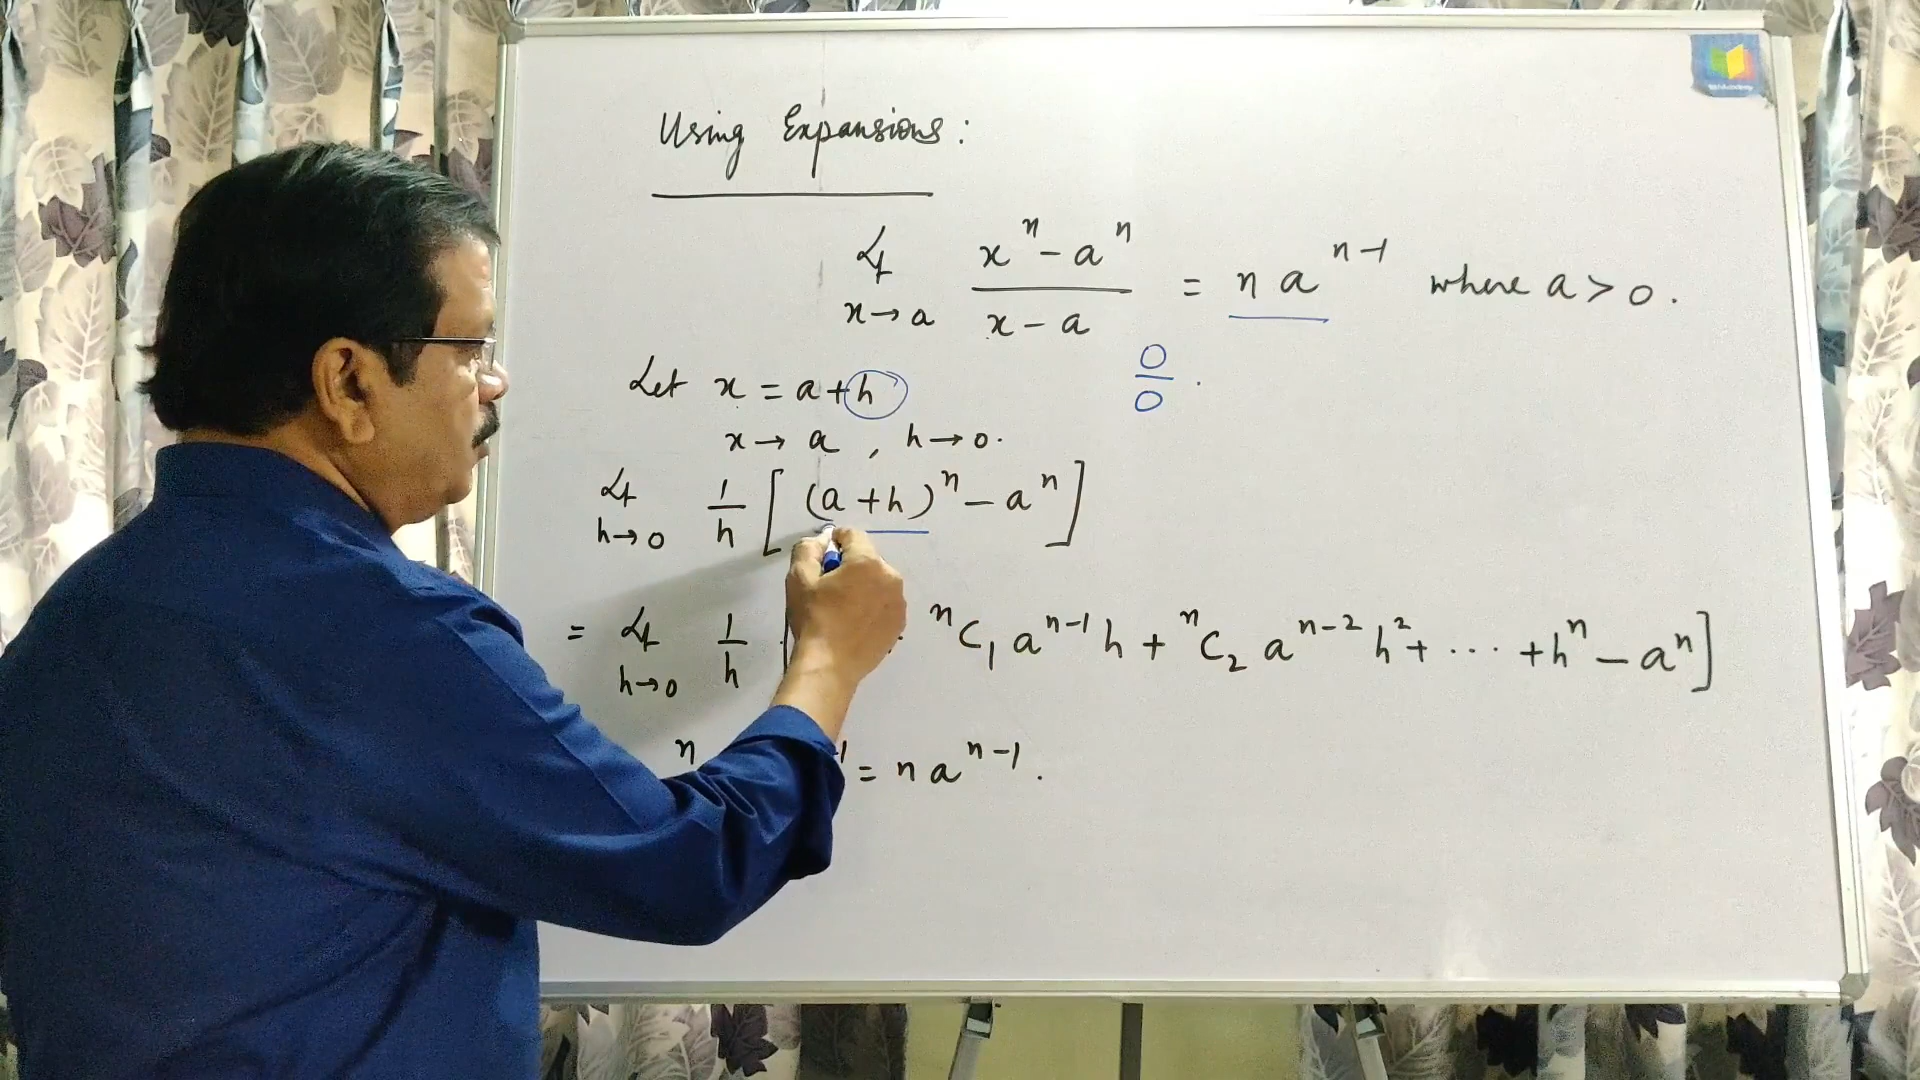 Using Expansions:
Lt x→a (xⁿ - aⁿ)/(x - a) = n aⁿ⁻¹ where a > 0.
0/0 .
Let x = a + h
x → a , h → 0.
Lt h→0 1/h [(a + h)ⁿ - aⁿ]
= Lt h→0 1/h [ ⁿC₁ aⁿ⁻¹ h + ⁿC₂ aⁿ⁻² h² + ... + hⁿ - aⁿ]
n = n aⁿ⁻¹ .